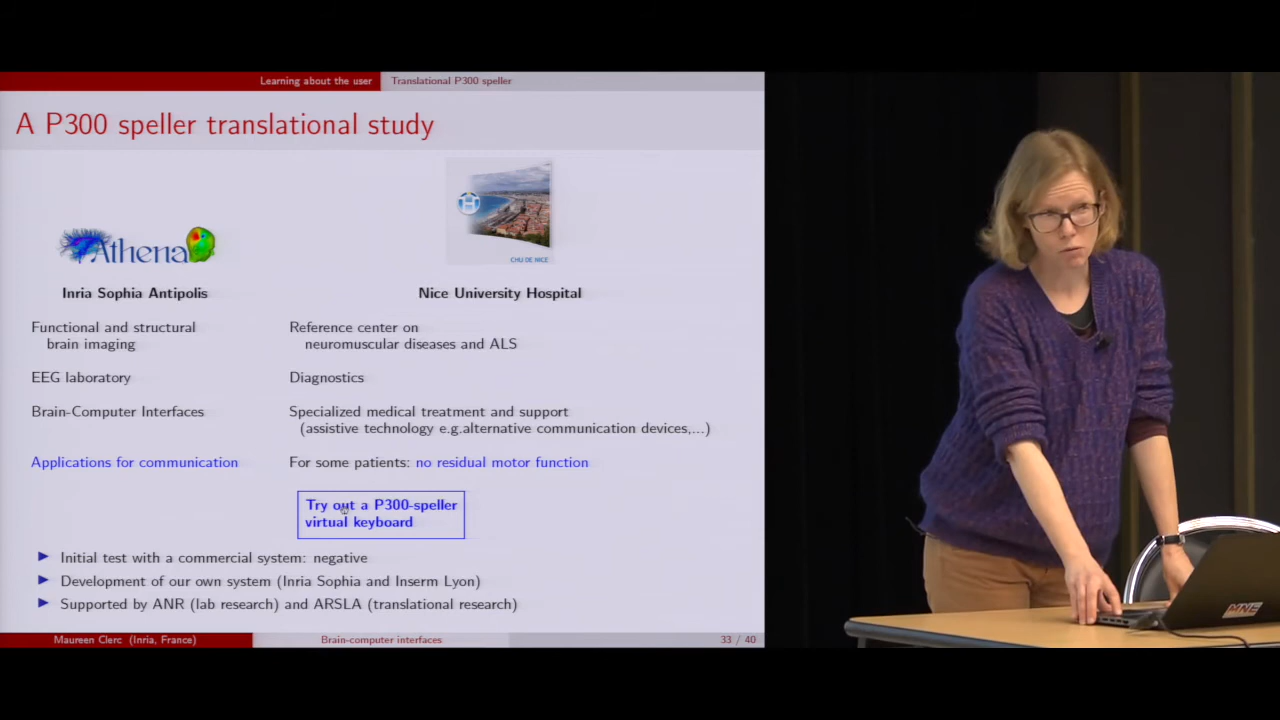 Learning about the user
Translational P300 speller
A P300 speller translational study
Athena
H
CHU DE NICE
Inria Sophia Antipolis
Nice University Hospital
Functional and structural
brain imaging
Reference center on
neuromuscular diseases and ALS
EEG laboratory
Diagnostics
Brain-Computer Interfaces
Specialized medical treatment and support
(assistive technology e.g.alternative communication devices,...)
Applications for communication
For some patients: no residual motor function
Try out a P300-speller
virtual keyboard
Initial test with a commercial system: negative
Development of our own system (Inria Sophia and Inserm Lyon)
Supported by ANR (lab research) and ARSLA (translational research)
Maureen Clerc (Inria, France)
Brain-computer interfaces
33 / 40
MNE